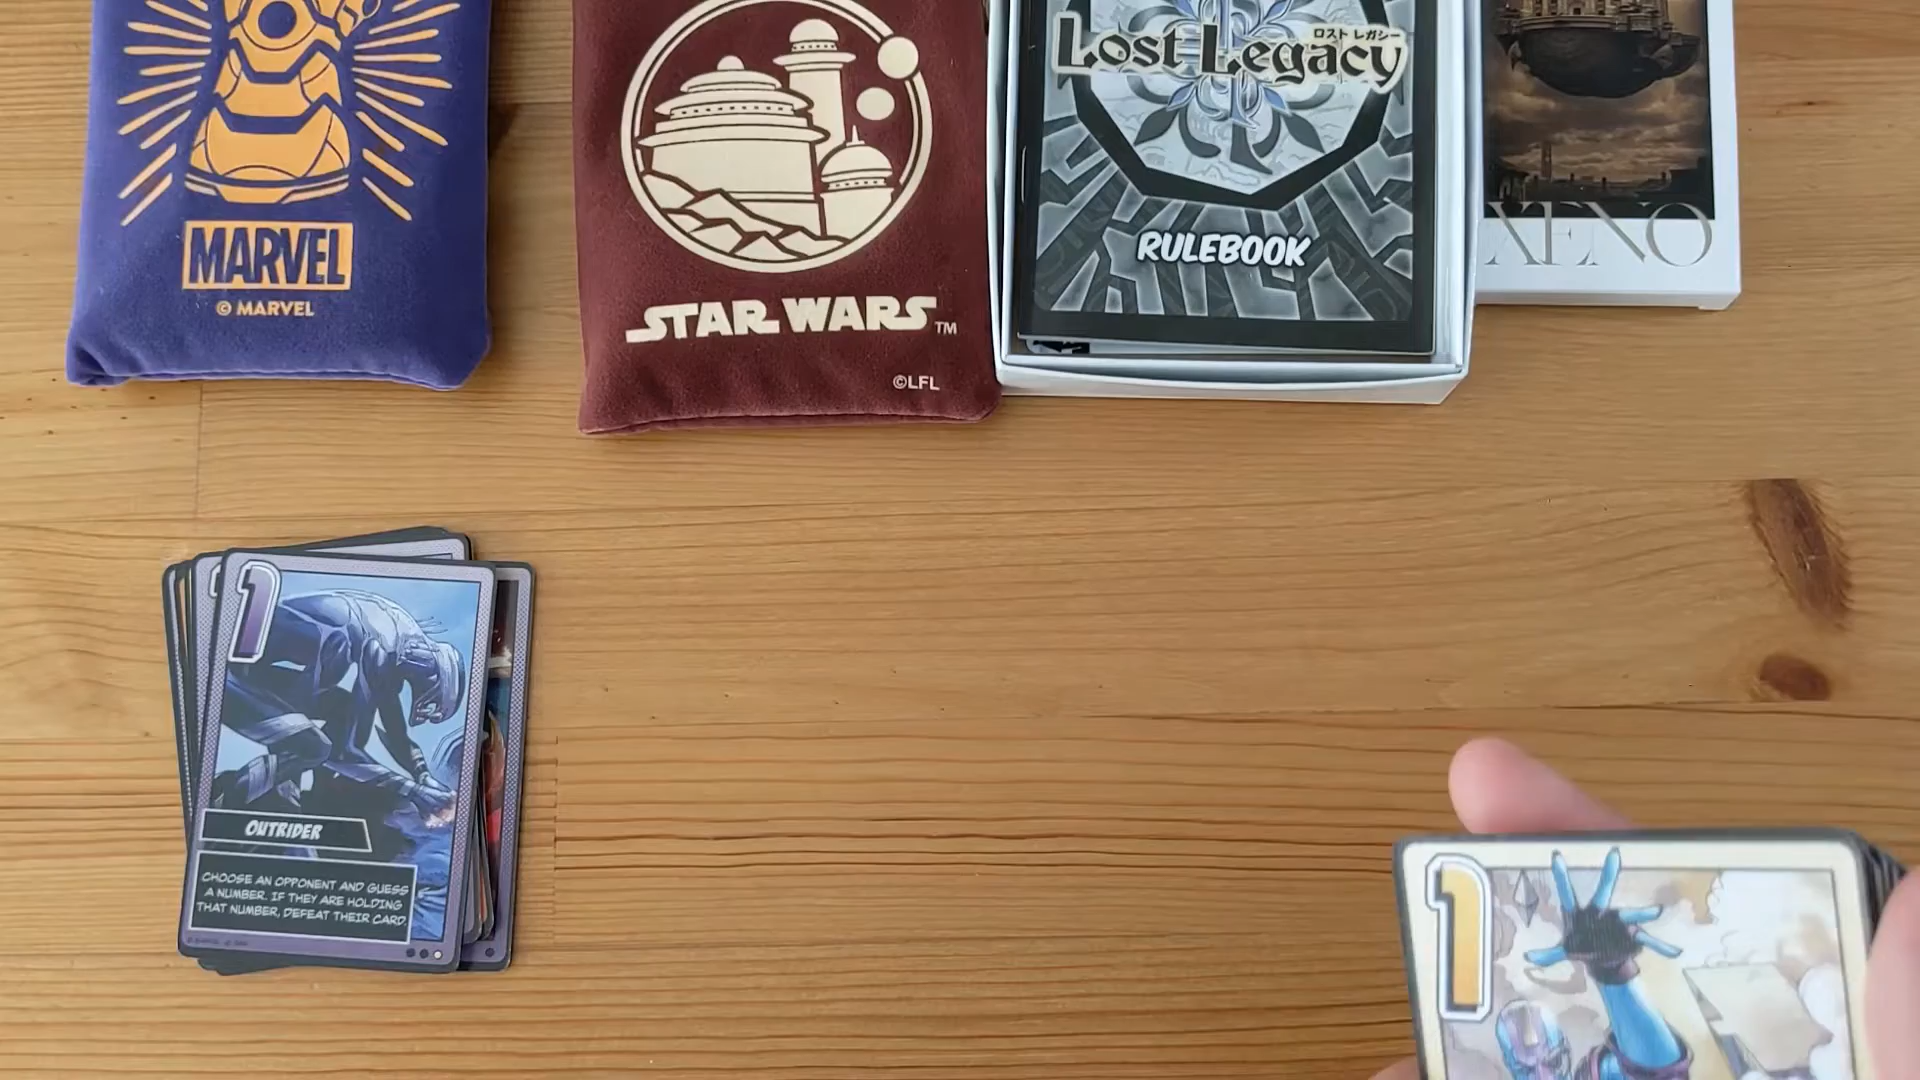 MARVEL
© MARVEL
STAR WARS™
©LFL
ロスト レガシー
Lost Legacy
RULEBOOK
XENO
1
OUTRIDER
CHOOSE AN OPPONENT AND GUESS
A NUMBER. IF THEY ARE HOLDING
THAT NUMBER, DEFEAT THEIR CARD.
1